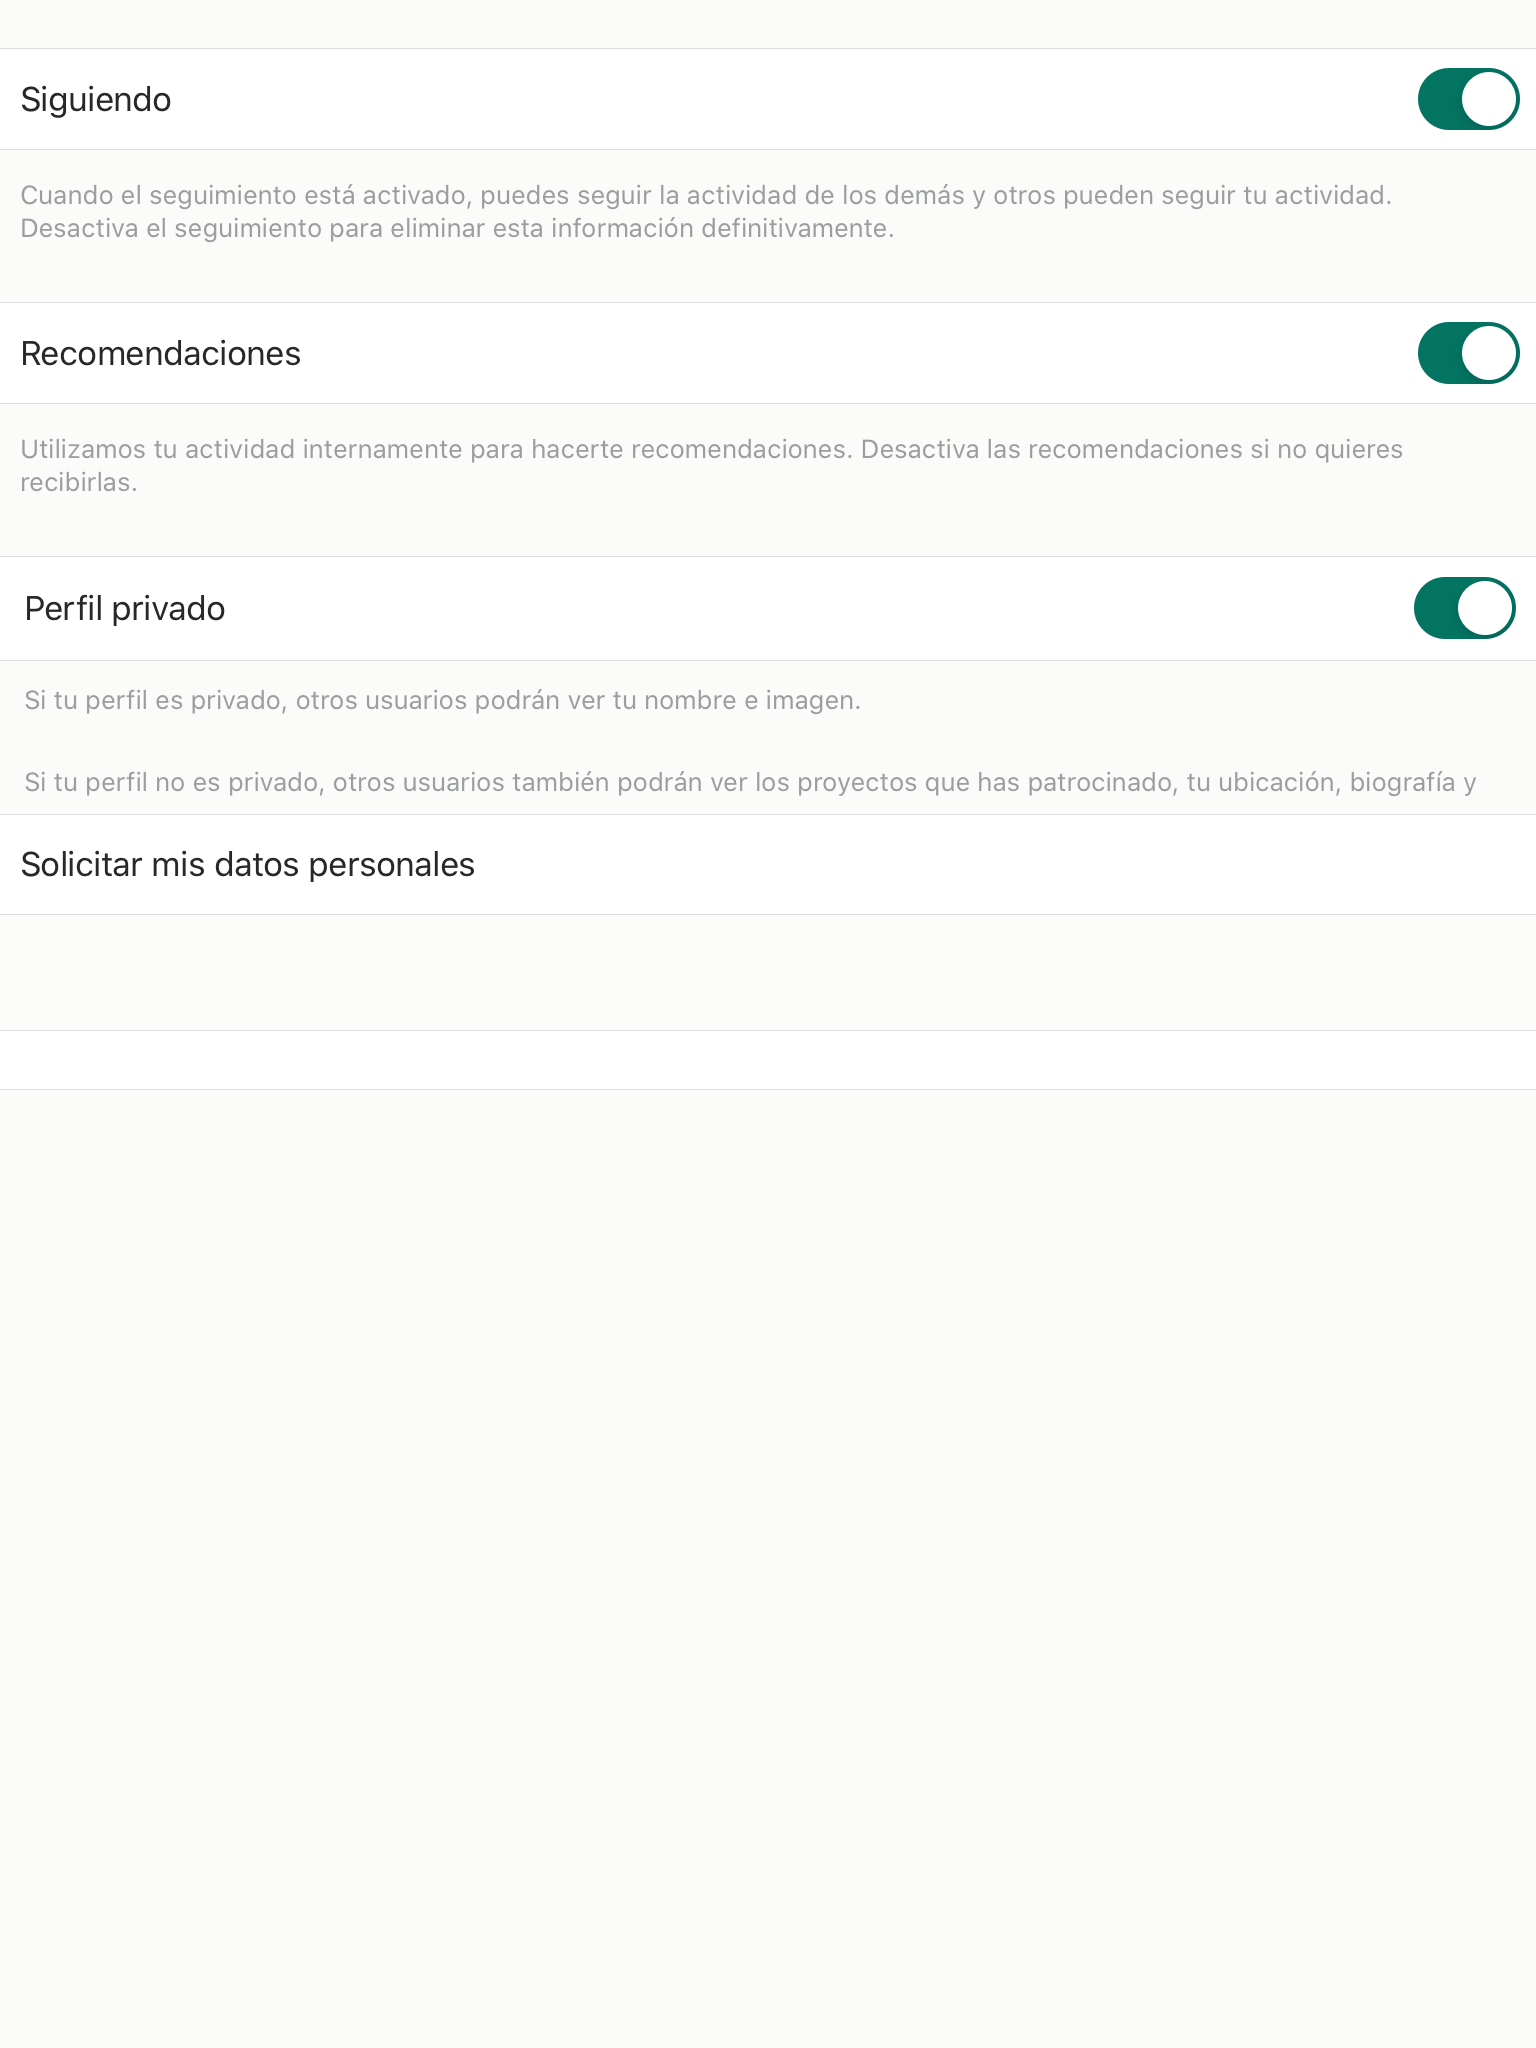 Siguiendo
Cuando el seguimiento está activado, puedes seguir la actividad de los demás y otros pueden seguir tu actividad.
Desactiva el seguimiento para eliminar esta información definitivamente.
Recomendaciones
Utilizamos tu actividad internamente para hacerte recomendaciones. Desactiva las recomendaciones si no quieres
recibirlas.
Perfil privado
Si tu perfil es privado, otros usuarios podrán ver tu nombre e imagen.
Si tu perfil no es privado, otros usuarios también podrán ver los proyectos que has patrocinado, tu ubicación, biografía y
Solicitar mis datos personales